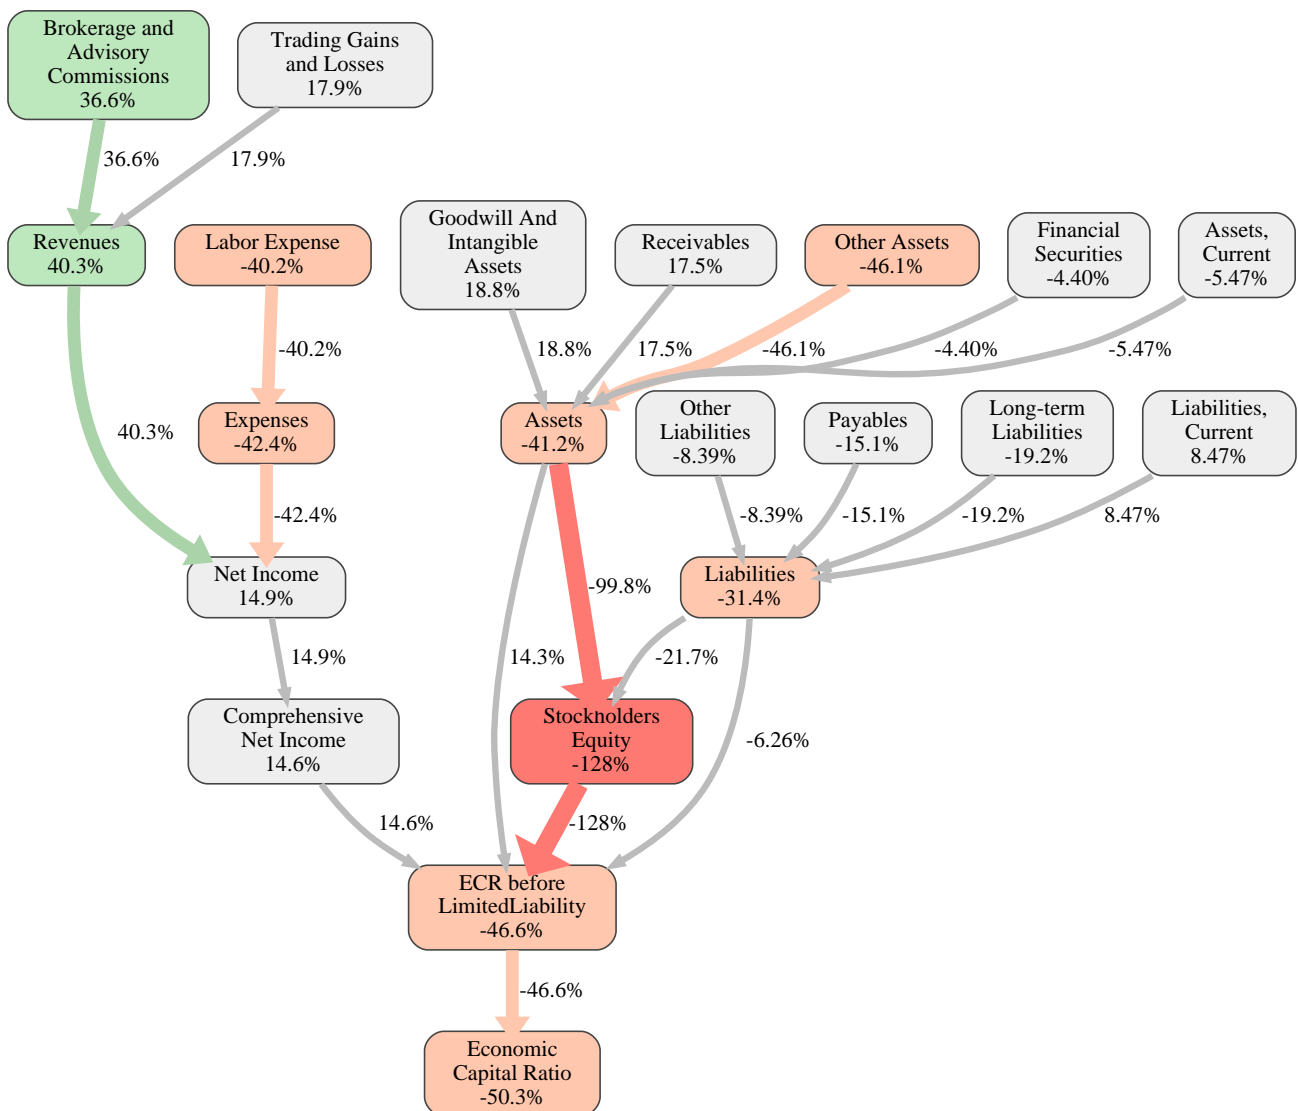 Brokerage and
Advisory
Commissions
36.6%
Trading Gains
and Losses
17.9%
36.6%
17.9%
Revenues
40.3%
Labor Expense
-40.2%
Goodwill And
Intangible
Assets
18.8%
Receivables
17.5%
Other Assets
-46.1%
Financial
Securities
-4.40%
Assets,
Current
-5.47%
-40.2%
18.8%
17.5%
-46.1%
-4.40%
-5.47%
40.3%
Expenses
-42.4%
Assets
-41.2%
Other
Liabilities
-8.39%
Payables
-15.1%
Long-term
Liabilities
-19.2%
Liabilities,
Current
8.47%
-42.4%
-8.39%
-15.1%
-19.2%
8.47%
Net Income
14.9%
-99.8%
Liabilities
-31.4%
14.9%
14.3%
-21.7%
Comprehensive
Net Income
14.6%
Stockholders
Equity
-128%
-6.26%
14.6%
-128%
ECR before
LimitedLiability
-46.6%
-46.6%
Economic
Capital Ratio
-50.3%